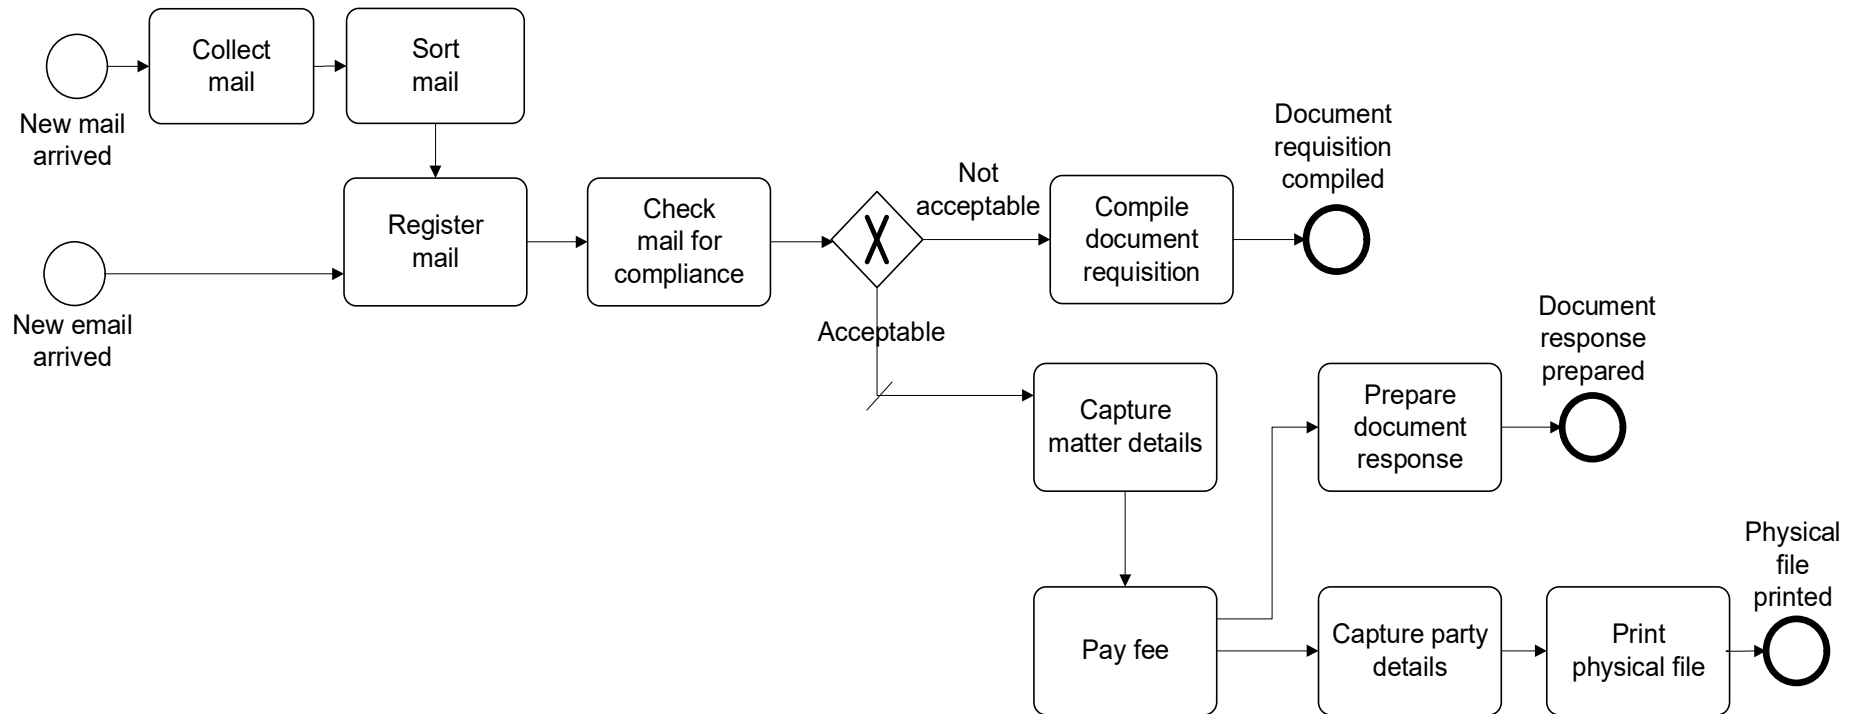 New mail
arrived
Collect
mail
Sort
mail
New email
arrived
Register
mail
Check
mail for
compliance
X
Not
acceptable
Compile
document
requisition
Document
requisition
compiled
Acceptable
Capture
matter details
Prepare
document
response
Document
response
prepared
Pay fee
Capture party
details
Print
physical file
Physical
file
printed